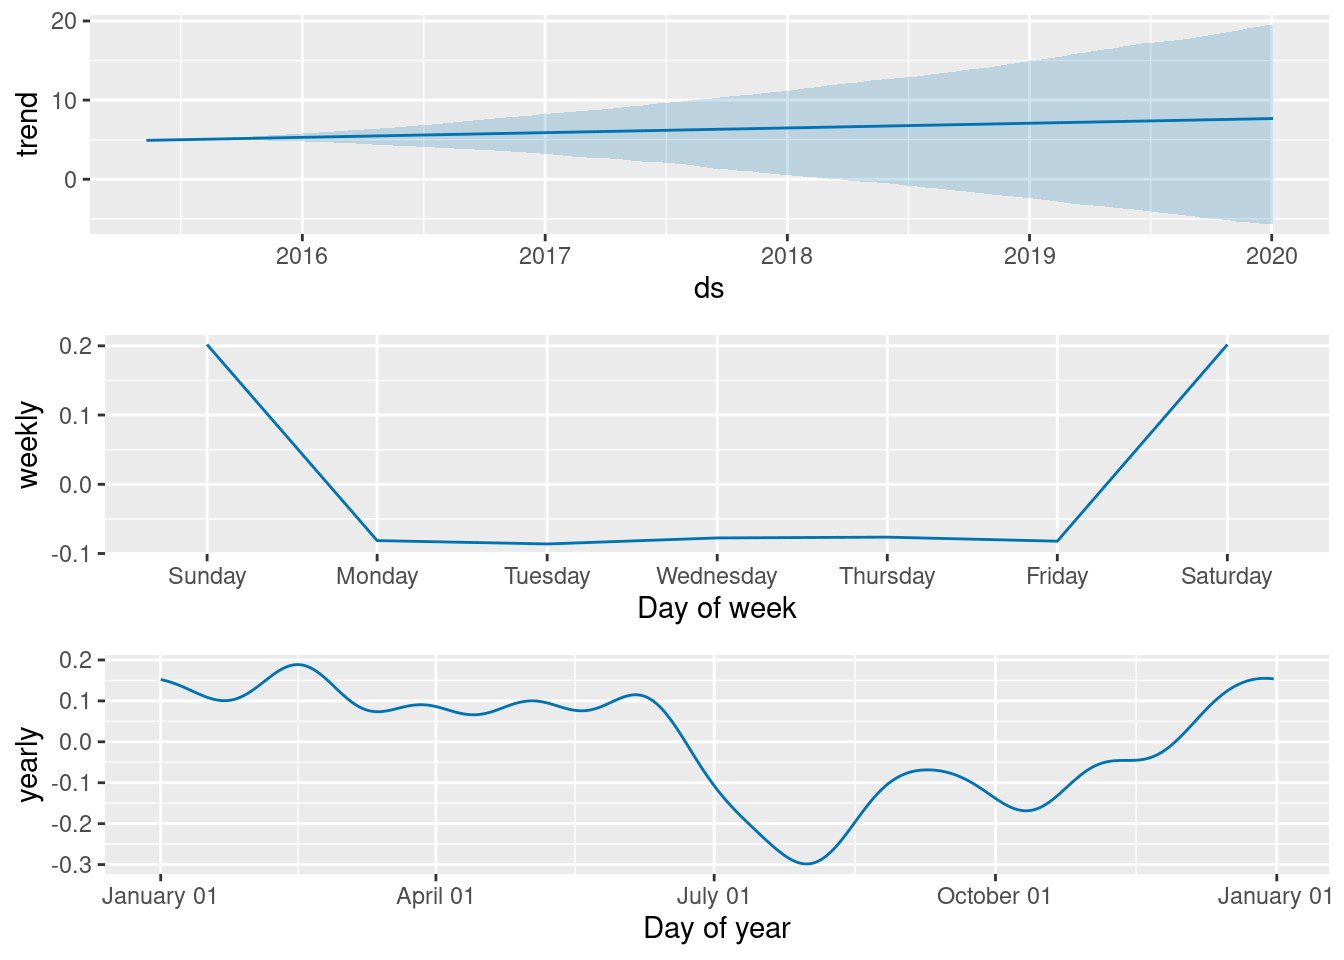 20
10
0
trend
2016 2017 2018 2019 2020
ds
0.2
0.1
0.0
-0.1
weekly
Sunday Monday Tuesday Wednesday Thursday Friday Saturday
Day of week
0.2
0.1
0.0
-0.1
-0.2
-0.3
yearly
January 01 April 01 July 01 October 01 January 01
Day of year